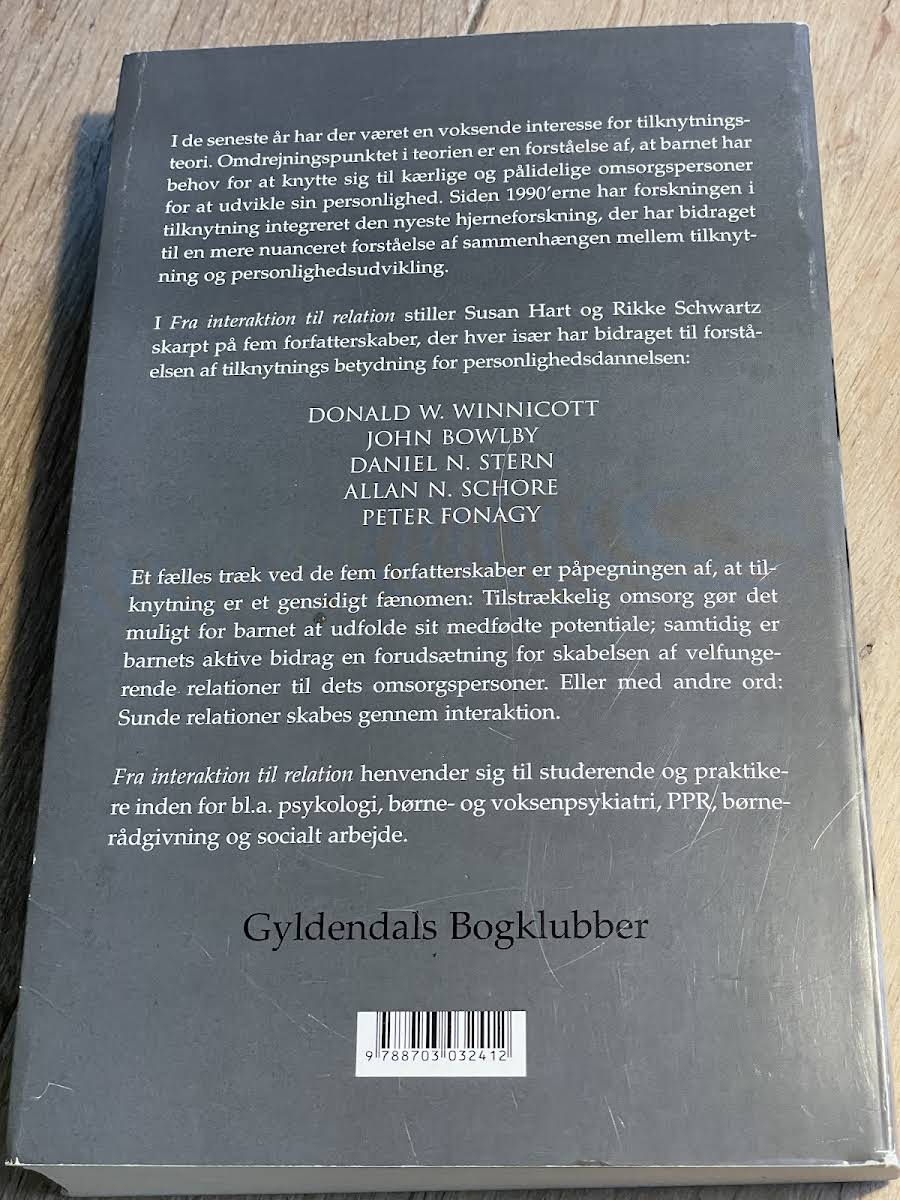 I de seneste år har der været en voksende interesse for tilknytnings-
teori. Omdrejningspunktet i teorien er en forståelse af, at barnet har
behov for at knytte sig til kærlige og pålidelige omsorgspersoner
for at udvikle sin personlighed. Siden 1990'erne har forskningen i
tilknytning integreret den nyeste hjerneforskning, der har bidraget
til en mere nuanceret forståelse af sammenhængen mellem tilknyt-
ning og personlighedsudvikling.
I Fra interaktion til relation stiller Susan Hart og Rikke Schwartz
skarpt på fem forfatterskaber, der hver især har bidraget til forstå-
elsen af tilknytnings betydning for personlighedsdannelsen:
DONALD W. WINNICOTT
JOHN BOWLBY
DANIEL N. STERN
ALLAN N. SCHORE
PETER FONAGY
Et fælles træk ved de fem forfatterskaber er påpegningen af, at til-
knytning er et gensidigt fænomen: Tilstrækkelig omsorg gør det
muligt for barnet at udfolde sit medfødte potentiale; samtidig er
barnets aktive bidrag en forudsætning for skabelsen af velfunge-
rende relationer til dets omsorgspersoner. Eller med andre ord:
Sunde relationer skabes gennem interaktion.
Fra interaktion til relation henvender sig til studerende og praktike-
re inden for bl.a. psykologi, børne- og voksenpsykiatri, PPR, børne-
rådgivning og socialt arbejde.
Gyldendals Bogklubber
9 788703 032412